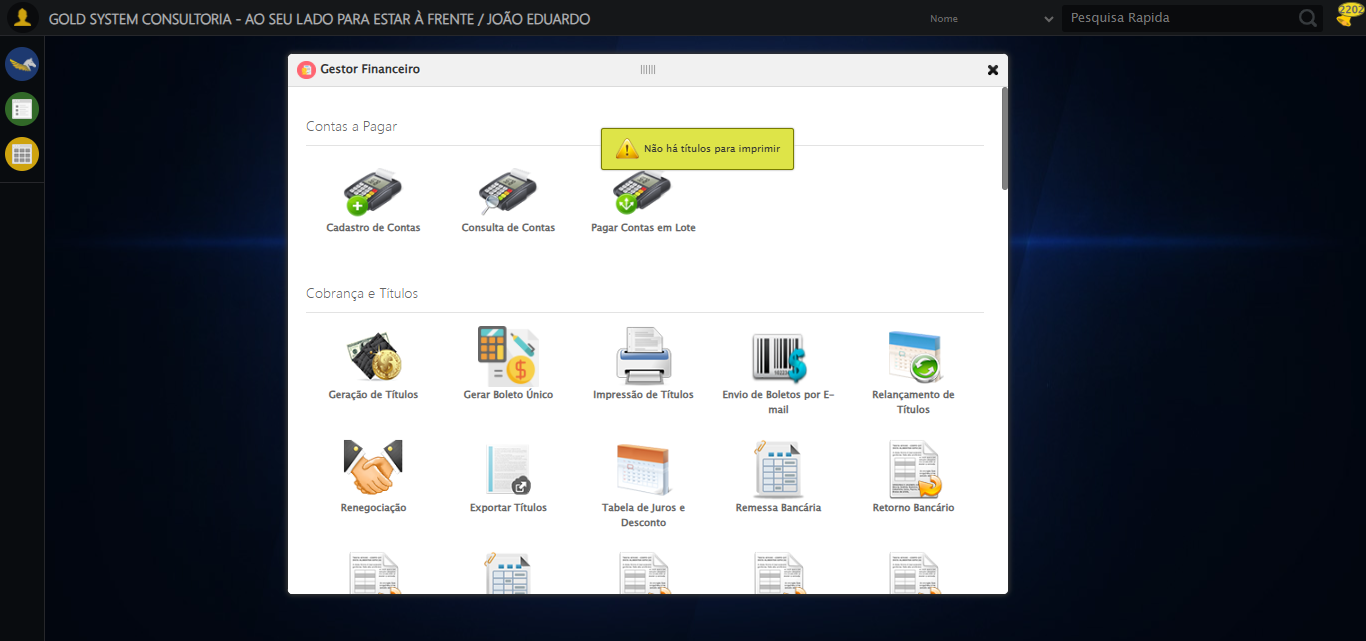 GOLD SYSTEM CONSULTORIA - AO SEU LADO PARA ESTAR À FRENTE / JOÃO EDUARDO
Nome
Pesquisa Rapida
2202
Gestor Financeiro
Contas a Pagar
Não há títulos para imprimir
Cadastro de Contas
Consulta de Contas
Pagar Contas em Lote
Cobrança e Títulos
Geração de Títulos
Gerar Boleto Único
Impressão de Títulos
Envio de Boletos por E-
mail
Relançamento de
Títulos
Renegociação
Exportar Títulos
Tabela de Juros e
Desconto
Remessa Bancária
Retorno Bancário